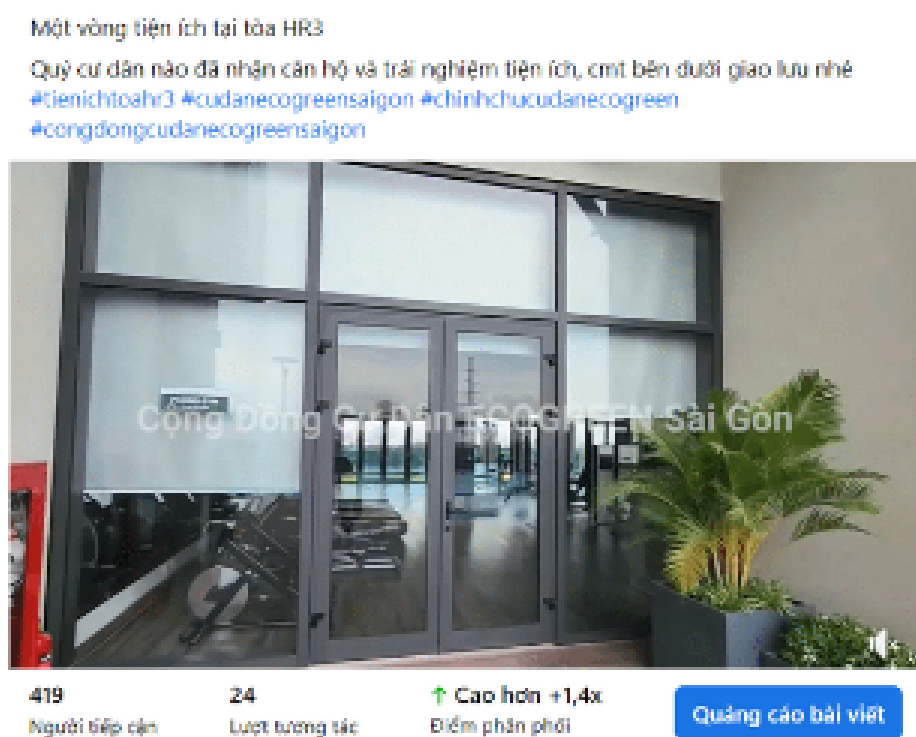 Một vòng tiện ích tại tòa HR3
Quý cư dân nào đã nhận căn hộ và trải nghiệm tiện ích, cmt bên dưới giao lưu nhé
#tienichtoahr3 #cudanecogreensaigon #chinhchucudanecogreen
#congdongcudanecogreensaigon
Cộng Đồng Cư Dân ECOGREEN Sài Gòn
419
Người tiếp cận
24
Lượt tương tác
↑ Cao hơn +1,4x
Điểm phân phối
Quảng cáo bài viết